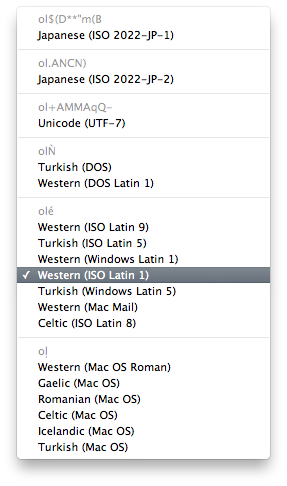 ol$(D**"m(B
Japanese (ISO 2022-JP-1)
ol.ANCN)
Japanese (ISO 2022-JP-2)
ol+AMMAqQ-
Unicode (UTF-7)
olÑ
Turkish (DOS)
Western (DOS Latin 1)
olé
Western (ISO Latin 9)
Turkish (ISO Latin 5)
Western (Windows Latin 1)
✓ Western (ISO Latin 1)
Turkish (Windows Latin 5)
Western (Mac Mail)
Celtic (ISO Latin 8)
Western (Mac OS Roman)
Gaelic (Mac OS)
Romanian (Mac OS)
Celtic (Mac OS)
Icelandic (Mac OS)
Turkish (Mac OS)